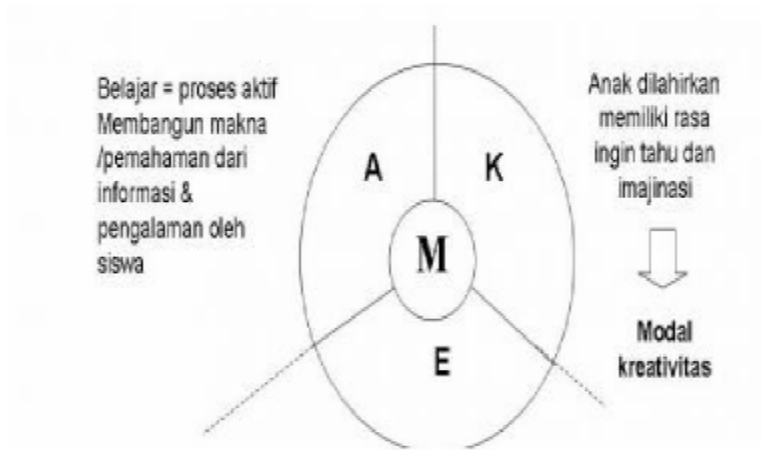 Belajar = proses aktif
Membangun makna
/pemahaman dari
informasi &
pengalaman oleh
siswa
A
K
M
E
Anak dilahirkan
memiliki rasa
ingin tahu dan
imajinasi
Modal
kreativitas